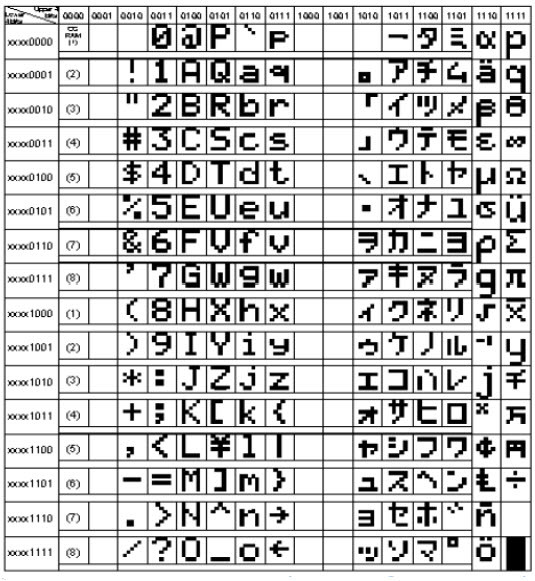 Lower 4 Bits Upper 4 Bits 0000 0001 0010 0011 0100 0101 0110 0111 1000 1001 1010 1011 1100 1101 1110 1111
xxxx0000 CG RAM (1) 0 @ P ` p ー タ ミ α p
xxxx0001 (2) ! 1 A Q a q 。 ア チ ム ä q
xxxx0010 (3) " 2 B R b r 「 イ ツ メ β θ
xxxx0011 (4) # 3 C S c s 」 ウ テ モ ε ∞
xxxx0100 (5) $ 4 D T d t 、 エ ト ヤ μ Ω
xxxx0101 (6) % 5 E U e u ・ オ ナ ユ σ ü
xxxx0110 (7) & 6 F V f v ヲ カ ニ ヨ ρ Σ
xxxx0111 (8) ' 7 G W g w ァ キ ヌ ラ g π
xxxx1000 (1) ( 8 H X h x ィ ク ネ リ √ x̄
xxxx1001 (2) ) 9 I Y i y ゥ ケ ノ ル ⁻¹ y
xxxx1010 (3) * : J Z j z ェ コ ハ レ j 千
xxxx1011 (4) + ; K [ k { ォ サ ヒ ロ ˣ 万
xxxx1100 (5) , < L ¥ l | ャ シ フ ワ ¢ 円
xxxx1101 (6) - = M ] m } ュ ス ヘ ン £ ÷
xxxx1110 (7) . > N ^ n → ョ セ ホ ゛ ñ
xxxx1111 (8) / ? O _ o ← ッ ソ マ ゜ ö █